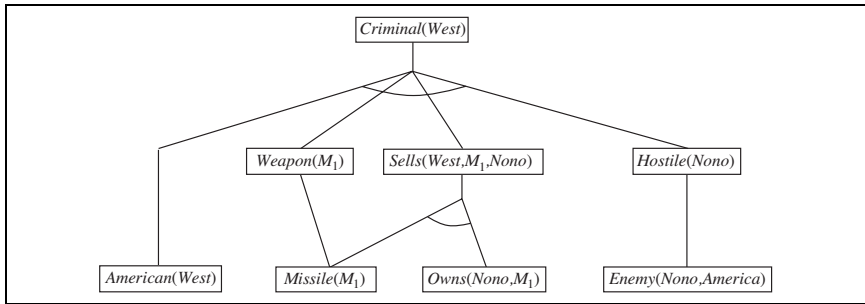 Criminal(West)
Weapon(M₁) Sells(West,M₁,Nono) Hostile(Nono)
American(West) Missile(M₁) Owns(Nono,M₁) Enemy(Nono,America)